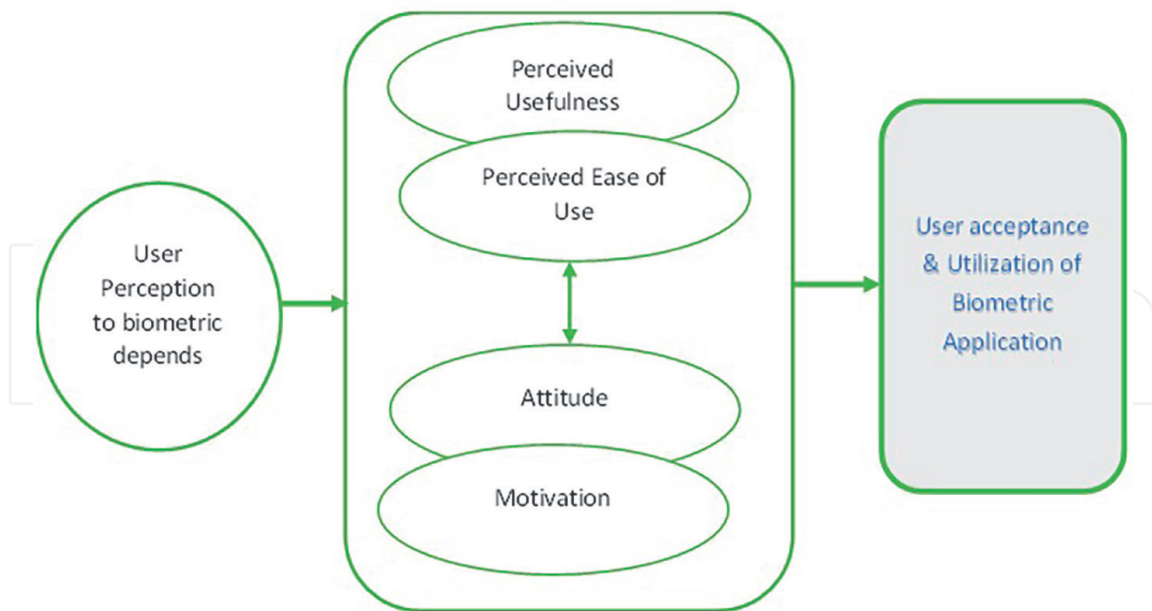 Perceived
Usefulness
Perceived Ease of
Use
User
Perception
to biometric
depends
Attitude
Motivation
User acceptance
& Utilization of
Biometric
Application